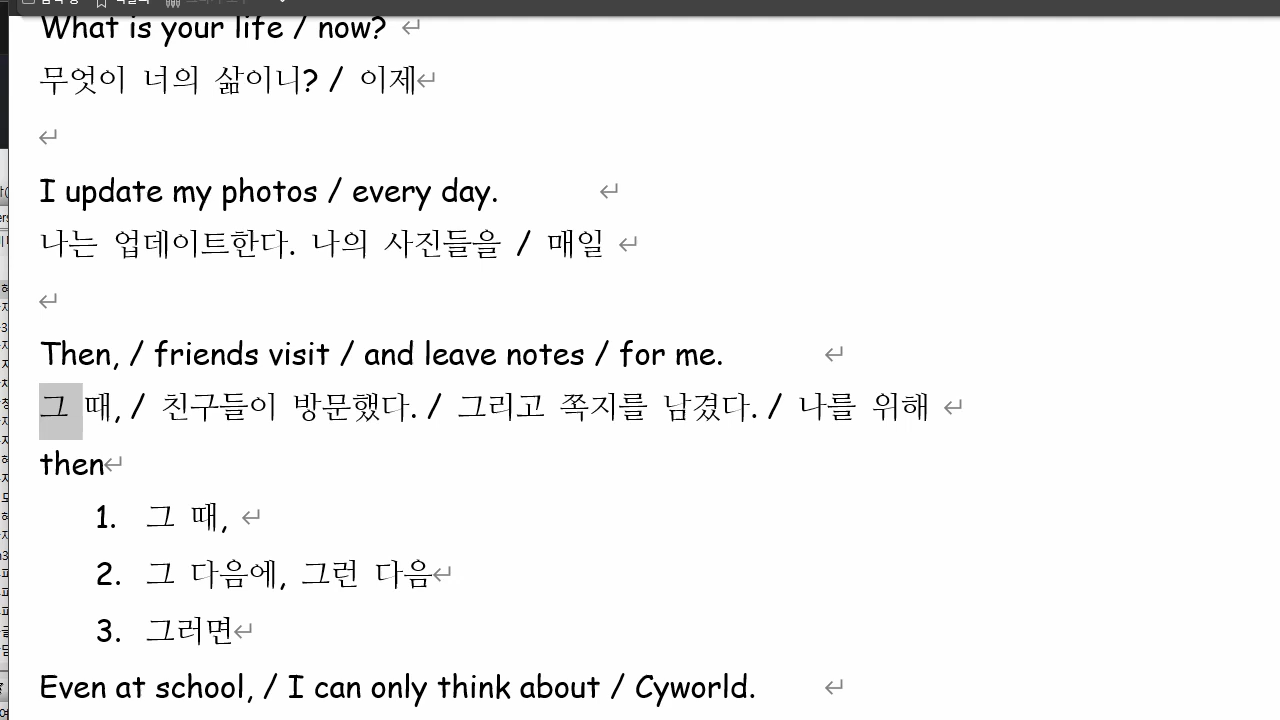 What is your life / now?
무엇이 너의 삶이니? / 이제
I update my photos / every day.
나는 업데이트한다. 나의 사진들을 / 매일
Then, / friends visit / and leave notes / for me.
그 때, / 친구들이 방문했다. / 그리고 쪽지를 남겼다. / 나를 위해
then
1. 그 때,
2. 그 다음에, 그런 다음
3. 그러면
Even at school, / I can only think about / Cyworld.